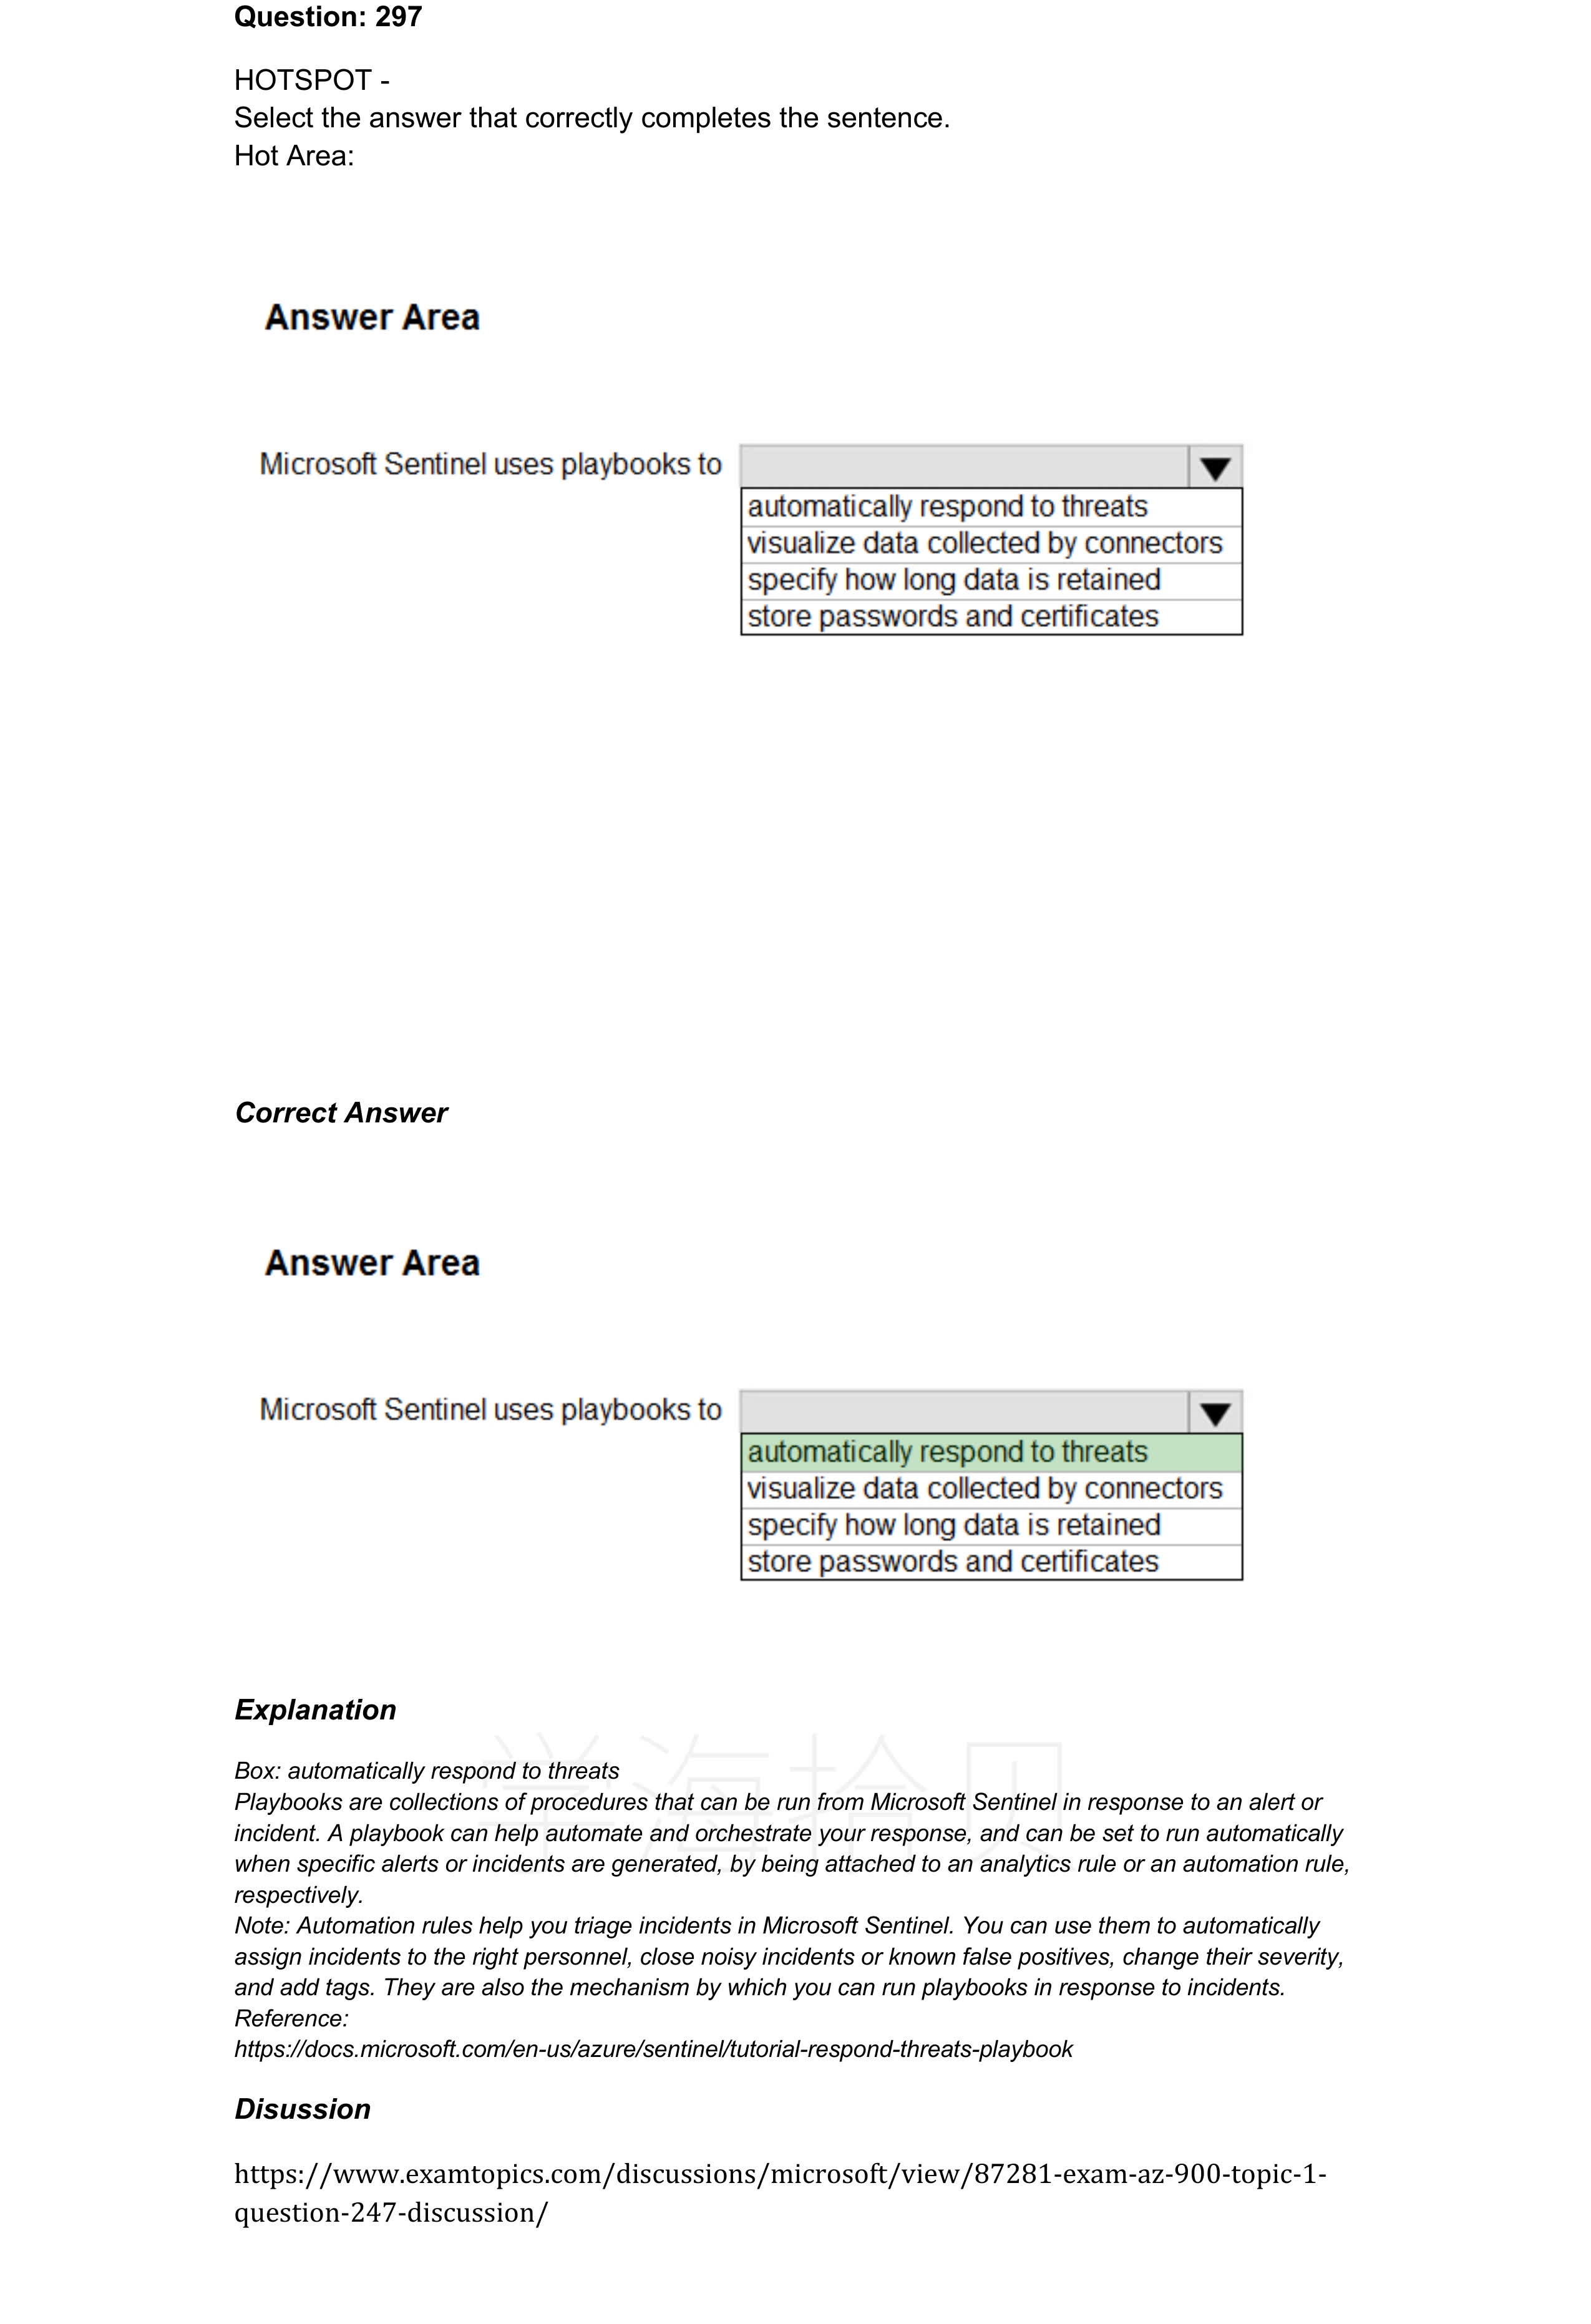 Question: 297
HOTSPOT -
Select the answer that correctly completes the sentence.
Hot Area:
Answer Area
Microsoft Sentinel uses playbooks to
automatically respond to threats
visualize data collected by connectors
specify how long data is retained
store passwords and certificates
Correct Answer
Answer Area
Microsoft Sentinel uses playbooks to
automatically respond to threats
visualize data collected by connectors
specify how long data is retained
store passwords and certificates
Explanation
学海拾贝
Box: automatically respond to threats
Playbooks are collections of procedures that can be run from Microsoft Sentinel in response to an alert or
incident. A playbook can help automate and orchestrate your response, and can be set to run automatically
when specific alerts or incidents are generated, by being attached to an analytics rule or an automation rule,
respectively.
Note: Automation rules help you triage incidents in Microsoft Sentinel. You can use them to automatically
assign incidents to the right personnel, close noisy incidents or known false positives, change their severity,
and add tags. They are also the mechanism by which you can run playbooks in response to incidents.
Reference:
https://docs.microsoft.com/en-us/azure/sentinel/tutorial-respond-threats-playbook
Disussion
https://www.examtopics.com/discussions/microsoft/view/87281-exam-az-900-topic-1-
question-247-discussion/